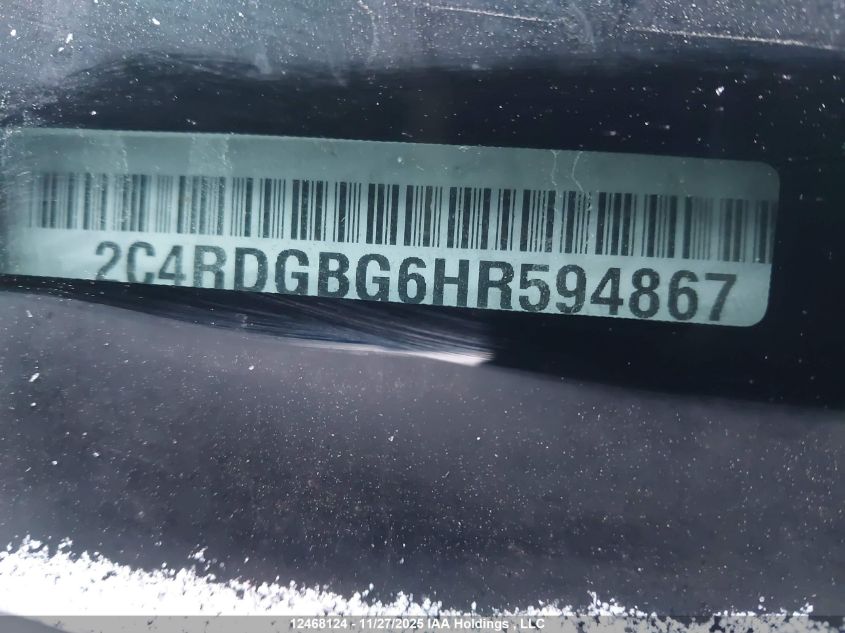 2C4RDGBG6HR594867
12468124 - 11/27/2025 IAA Holdings , LLC